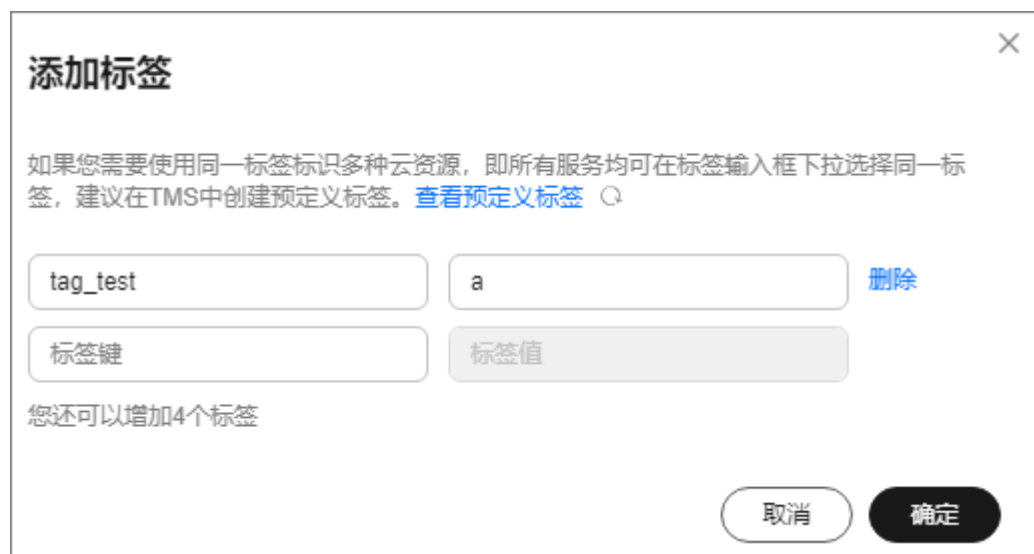 添加标签
如果您需要使用同一标签标识多种云资源，即所有服务均可在标签输入框下拉选择同一标
签，建议在TMS中创建预定义标签。查看预定义标签
tag_test a 删除
标签键 标签值
您还可以增加4个标签
取消 确定